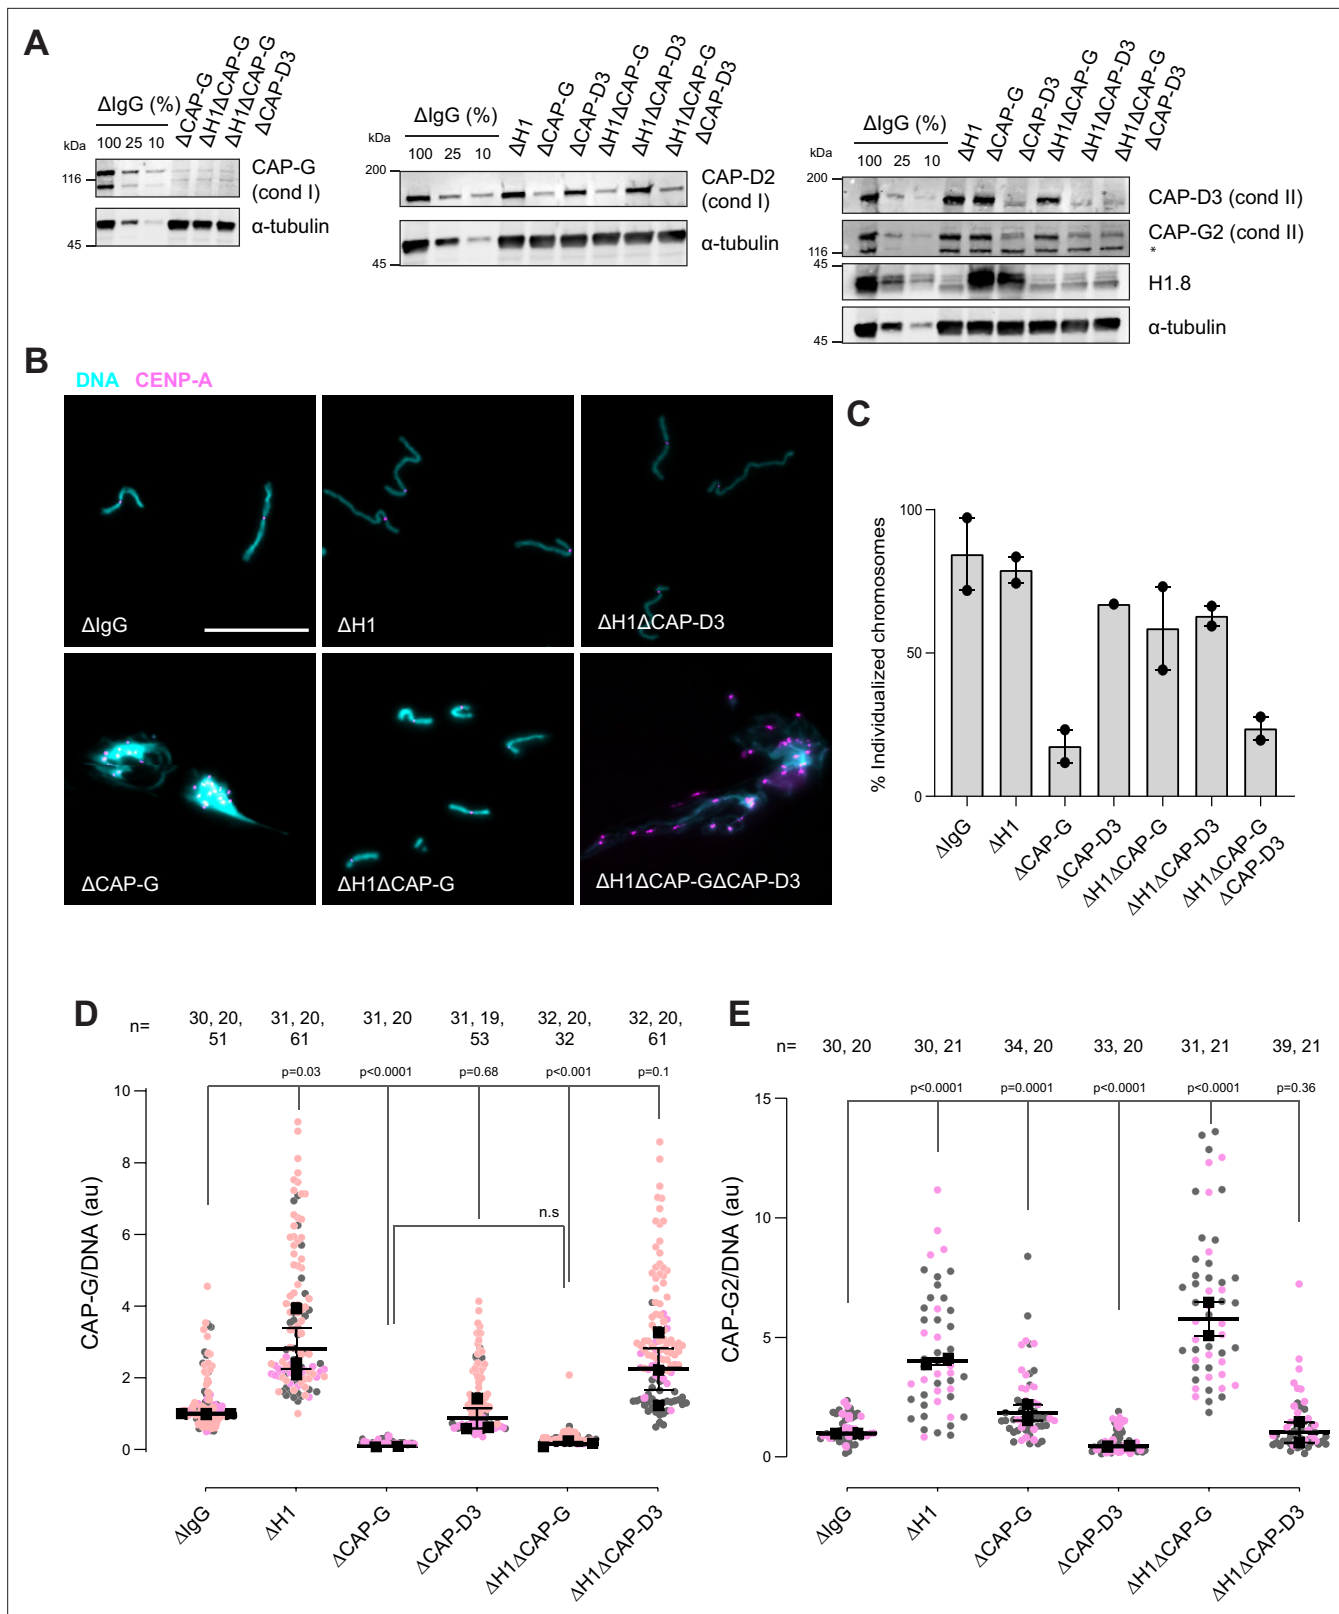 A
ΔIgG (%)
100 25 10
ΔCAP-G
ΔH1ΔCAP-G
ΔH1ΔCAP-G
ΔCAP-D3
kDa
116
45
CAP-G
(cond I)
α-tubulin
ΔIgG (%)
100 25 10
ΔH1
ΔCAP-G
ΔCAP-D3
ΔH1ΔCAP-G
ΔH1ΔCAP-D3
ΔH1ΔCAP-G
ΔCAP-D3
kDa
200
45
CAP-D2
(cond I)
α-tubulin
ΔIgG (%)
100 25 10
ΔH1
ΔCAP-G
ΔCAP-D3
ΔH1ΔCAP-G
ΔH1ΔCAP-D3
ΔH1ΔCAP-G
ΔCAP-D3
kDa
200
116
45
45
CAP-D3 (cond II)
CAP-G2 (cond II)
*
H1.8
α-tubulin
B
DNA CENP-A
ΔIgG
ΔH1
ΔH1ΔCAP-D3
ΔCAP-G
ΔH1ΔCAP-G
ΔH1ΔCAP-GΔCAP-D3
C
% Individualized chromosomes
100
50
0
ΔIgG
ΔH1
ΔCAP-G
ΔCAP-D3
ΔH1ΔCAP-G
ΔH1ΔCAP-D3
ΔH1ΔCAP-G
ΔCAP-D3
D
n=
30, 20,
51
31, 20,
61
31, 20
31, 19,
53
32, 20,
32
32, 20,
61
p=0.03 p<0.0001 p=0.68 p<0.001 p=0.1
n.s
CAP-G/DNA (au)
10
8
6
4
2
0
ΔIgG
ΔH1
ΔCAP-G
ΔCAP-D3
ΔH1ΔCAP-G
ΔH1ΔCAP-D3
E
n= 30, 20 30, 21 34, 20 33, 20 31, 21 39, 21
p<0.0001 p=0.0001 p<0.0001 p<0.0001 p=0.36
CAP-G2/DNA (au)
15
10
5
0
ΔIgG
ΔH1
ΔCAP-G
ΔCAP-D3
ΔH1ΔCAP-G
ΔH1ΔCAP-D3